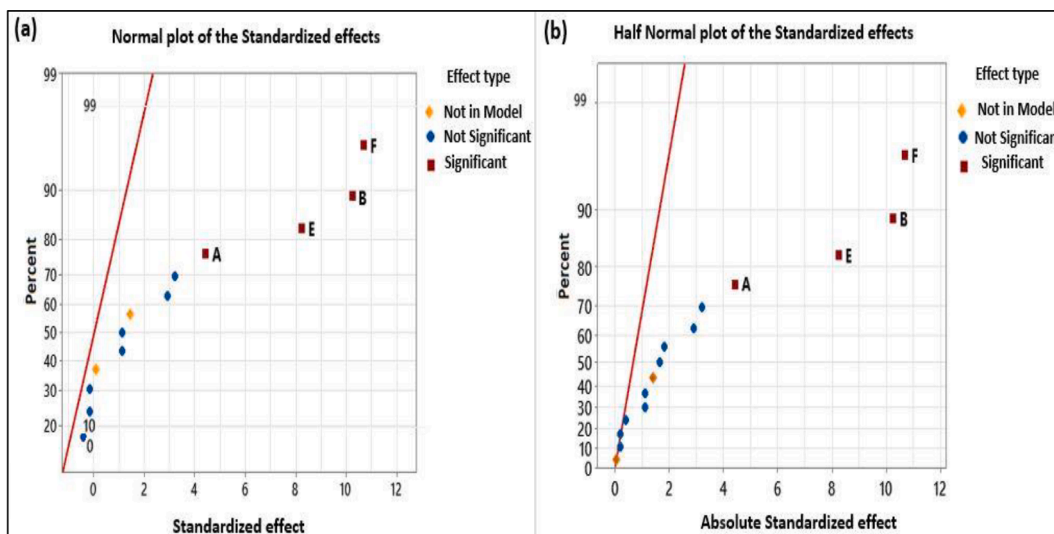 (a)
Normal plot of the Standardized effects
99
99
90
80
70
60
50
40
30
20
10
0
Percent
F
B
E
A
0 2 4 6 8 10 12
Standardized effect
Effect type
Not in Model
Not Significant
Significant
(b)
Half Normal plot of the Standardized effects
99
90
80
70
60
50
40
30
20
10
0
Percent
F
B
E
A
0 2 4 6 8 10 12
Absolute Standardized effect
Effect type
Not in Model
Not Significan
Significant